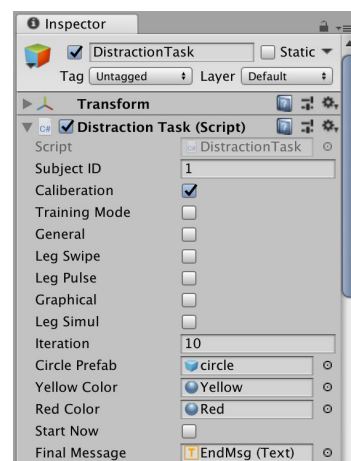 Inspector
DistractionTask Static
Tag Untagged Layer Default
Transform
C# Distraction Task (Script)
Script DistractionTask
Subject ID 1
Caliberation
Training Mode
General
Leg Swipe
Leg Pulse
Graphical
Leg Simul
Iteration 10
Circle Prefab circle
Yellow Color Yellow
Red Color Red
Start Now
Final Message T EndMsg (Text)